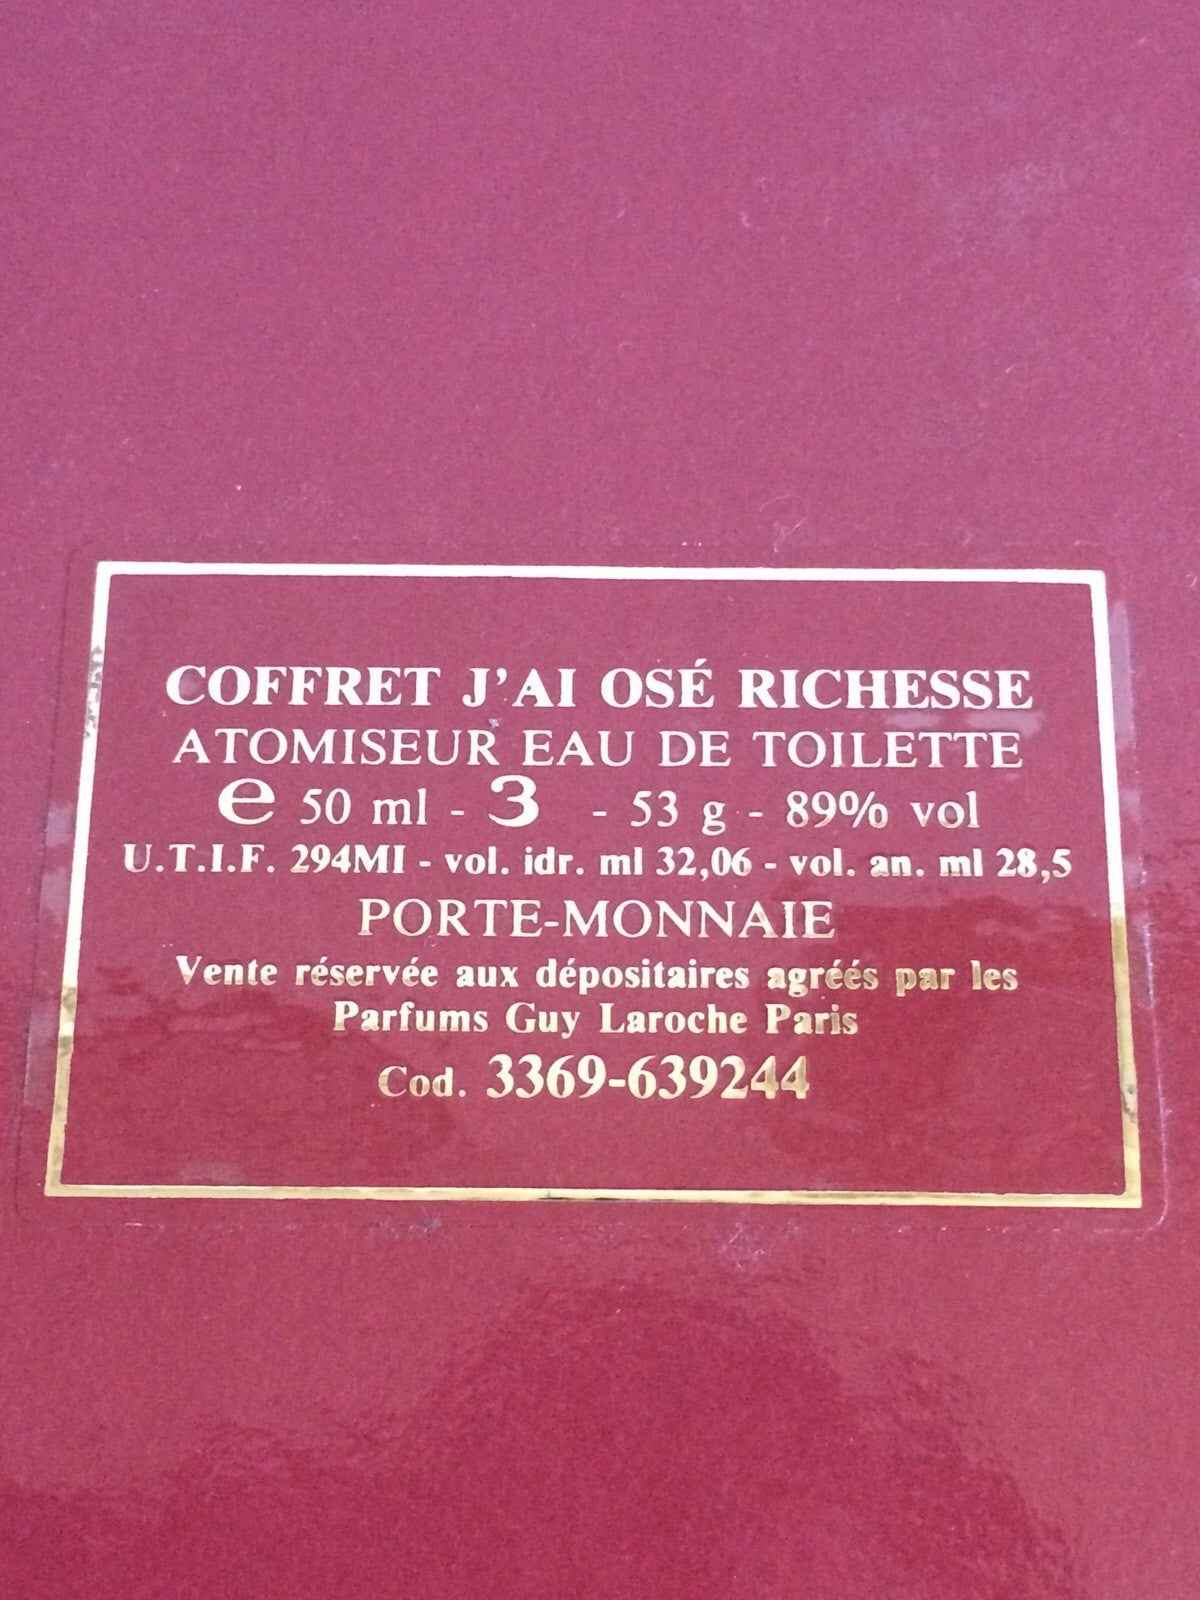 COFFRET J'AI OSÉ RICHESSE
ATOMISEUR EAU DE TOILETTE
℮ 50 ml - 3 - 53 g - 89% vol
U.T.I.F. 294MI - vol. idr. ml 32,06 - vol. an. ml 28,5
PORTE-MONNAIE
Vente réservée aux dépositaires agréés par les
Parfums Guy Laroche Paris
Cod. 3369-639244